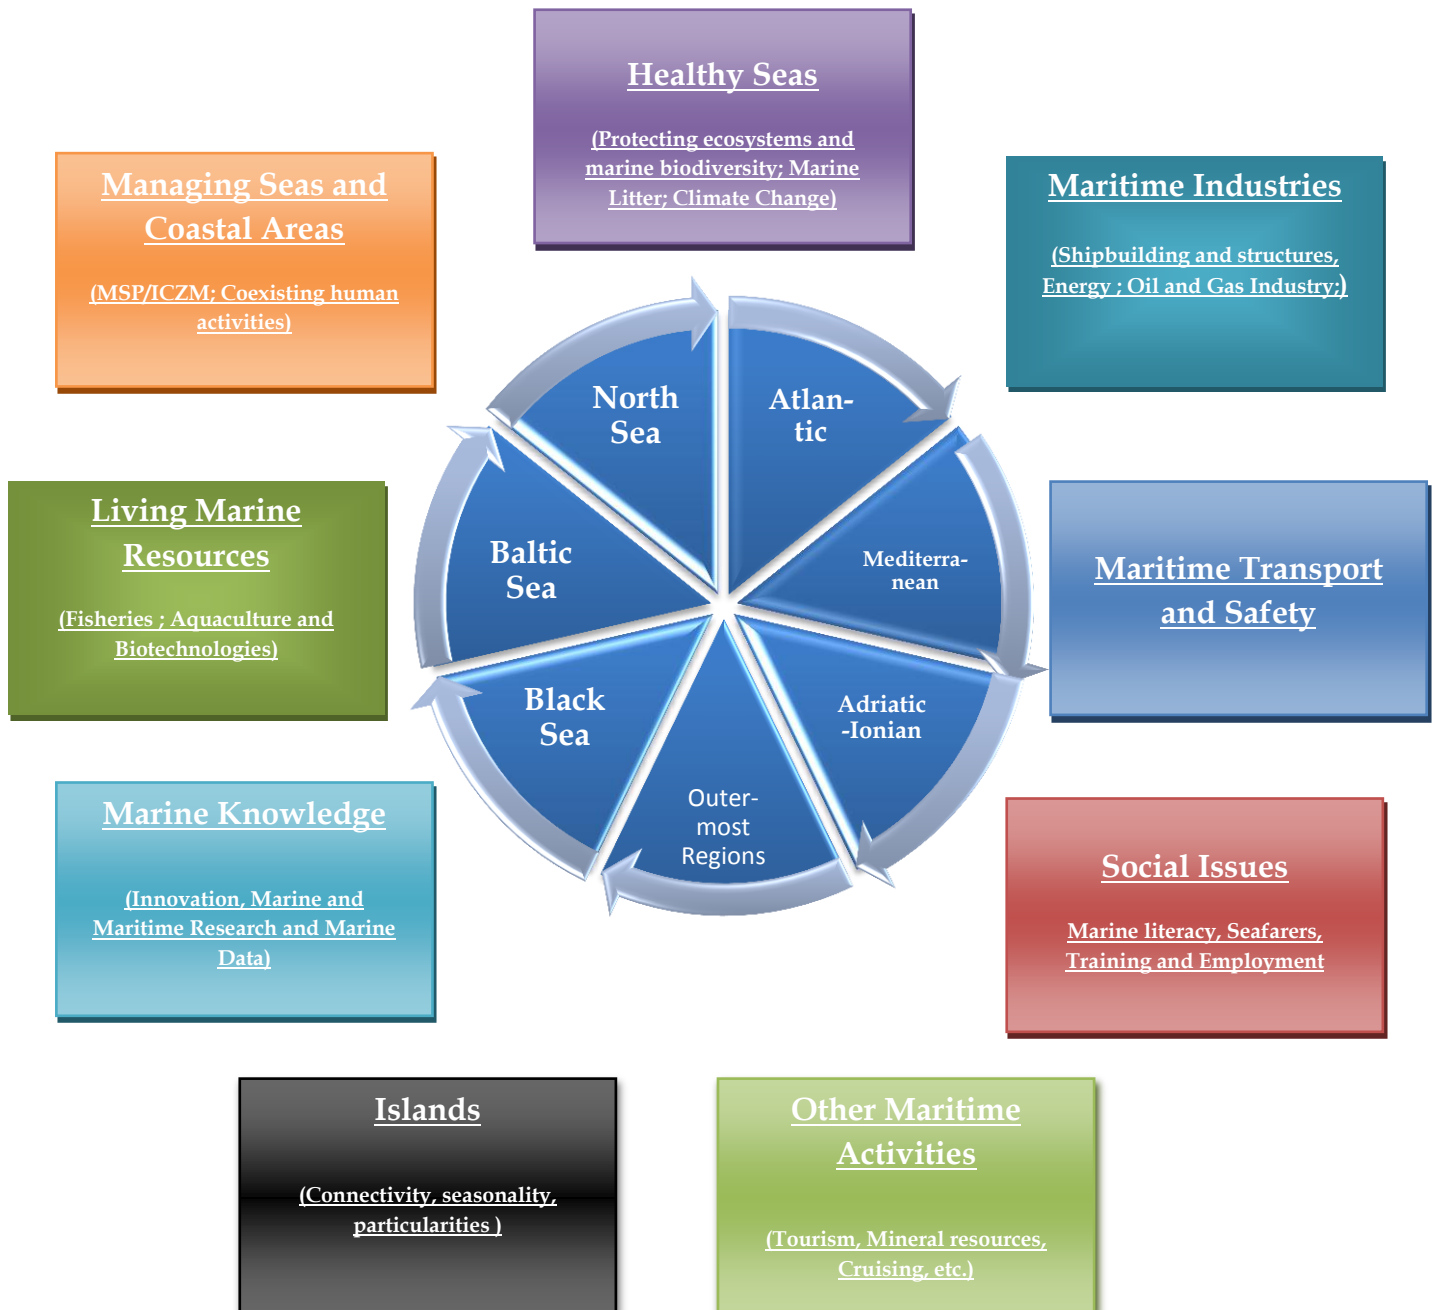 Healthy Seas
(Protecting ecosystems and
marine biodiversity; Marine
Litter; Climate Change)
Managing Seas and
Coastal Areas
(MSP/ICZM; Coexisting human
activities)
Maritime Industries
(Shipbuilding and structures,
Energy ; Oil and Gas Industry;)
North
Sea
Atlan-
tic
Living Marine
Resources
(Fisheries ; Aquaculture and
Biotechnologies)
Baltic
Sea
Mediterra-
nean
Maritime Transport
and Safety
Black
Sea
Adriatic
-Ionian
Outer-
most
Regions
Marine Knowledge
(Innovation, Marine and
Maritime Research and Marine
Data)
Social Issues
Marine literacy, Seafarers,
Training and Employment
Islands
(Connectivity, seasonality,
particularities )
Other Maritime
Activities
(Tourism, Mineral resources,
Cruising, etc.)